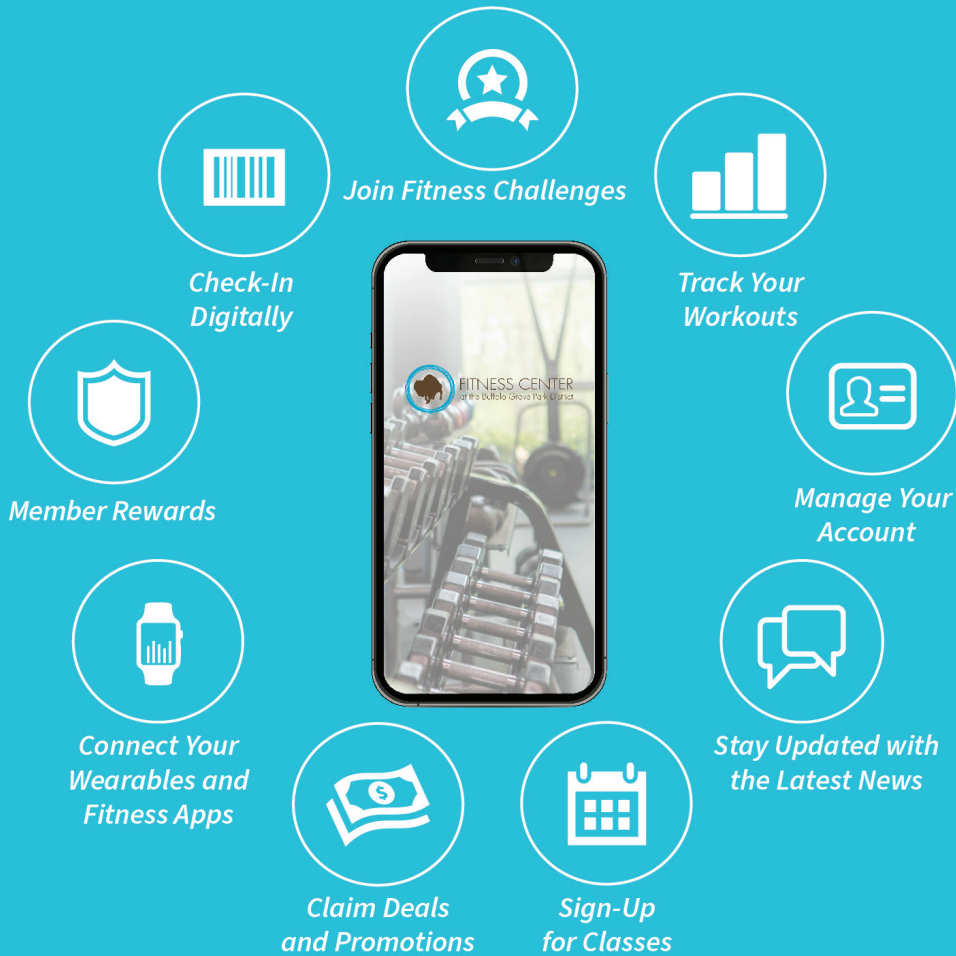 Join Fitness Challenges
Check-In
Digitally
Track Your
Workouts
FITNESS CENTER
at the Buffalo Grove Park District
Member Rewards
Manage Your
Account
Connect Your
Wearables and
Fitness Apps
Stay Updated with
the Latest News
$
Claim Deals
and Promotions
Sign-Up
for Classes